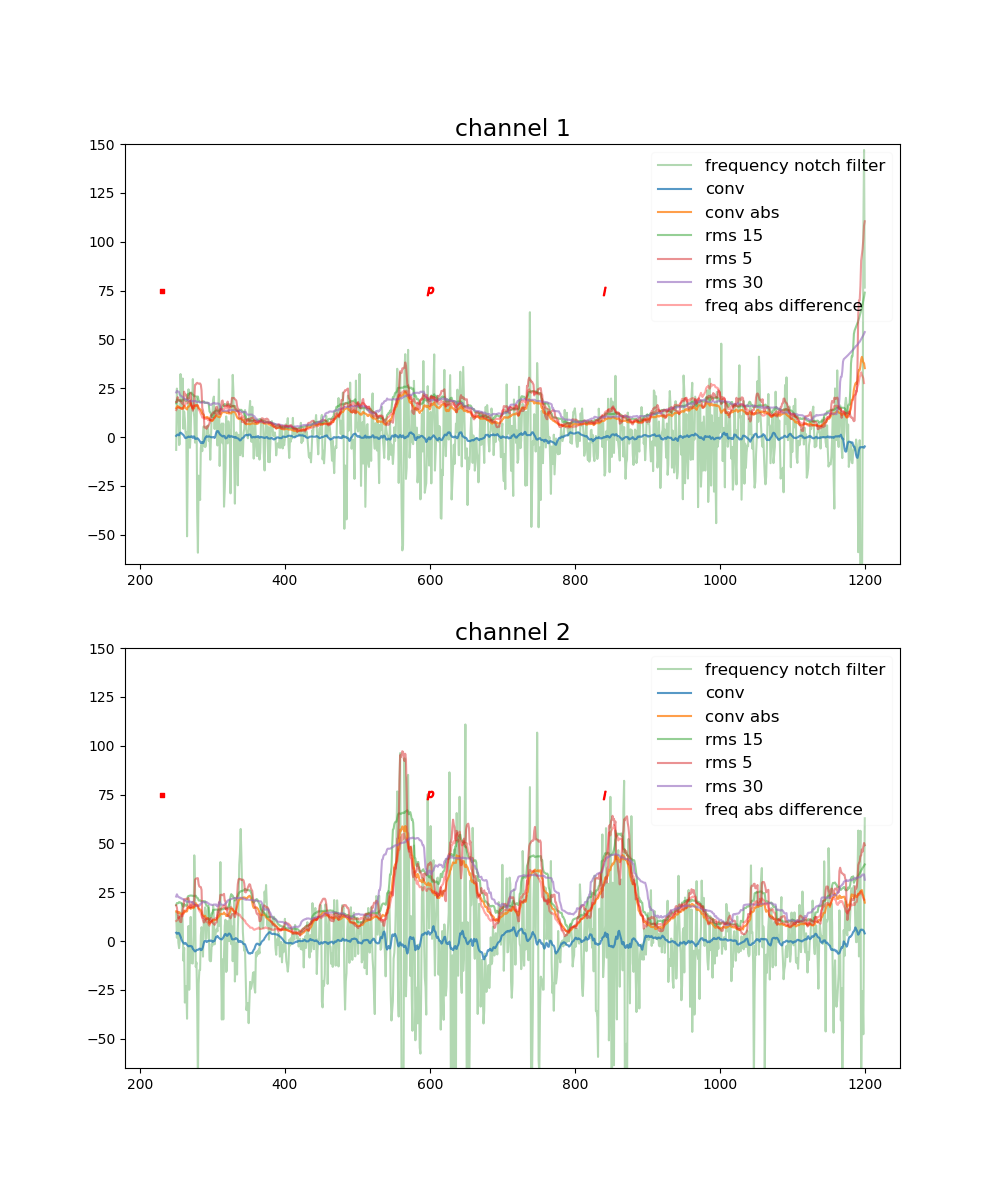 channel 1
150
125
100
75
50
25
0
−25
−50
frequency notch filter
conv
conv abs
rms 15
rms 5
rms 30
freq abs difference
p
l
200 400 600 800 1000 1200
channel 2
150
125
100
75
50
25
0
−25
−50
frequency notch filter
conv
conv abs
rms 15
rms 5
rms 30
freq abs difference
p
l
200 400 600 800 1000 1200